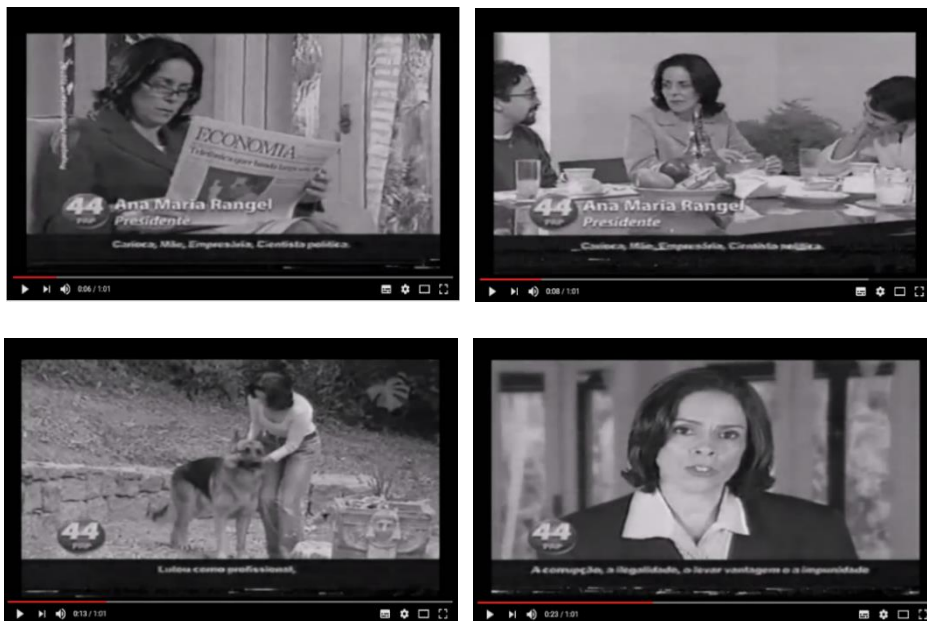 ECONOMIA
44
PRP
Ana Maria Rangel
Presidente
Carioca, Mãe, Empresária, Cientista política
0:06 / 1:01
44
PRP
Ana Maria Rangel
Presidente
Carioca, Mãe, Empresária, Cientista política
0:08 / 1:01
44
PRP
Lutou como profissional,
0:13 / 1:01
44
PRP
A corrupção, a ilegalidade, o levar vantagem e a impunidade
0:23 / 1:01